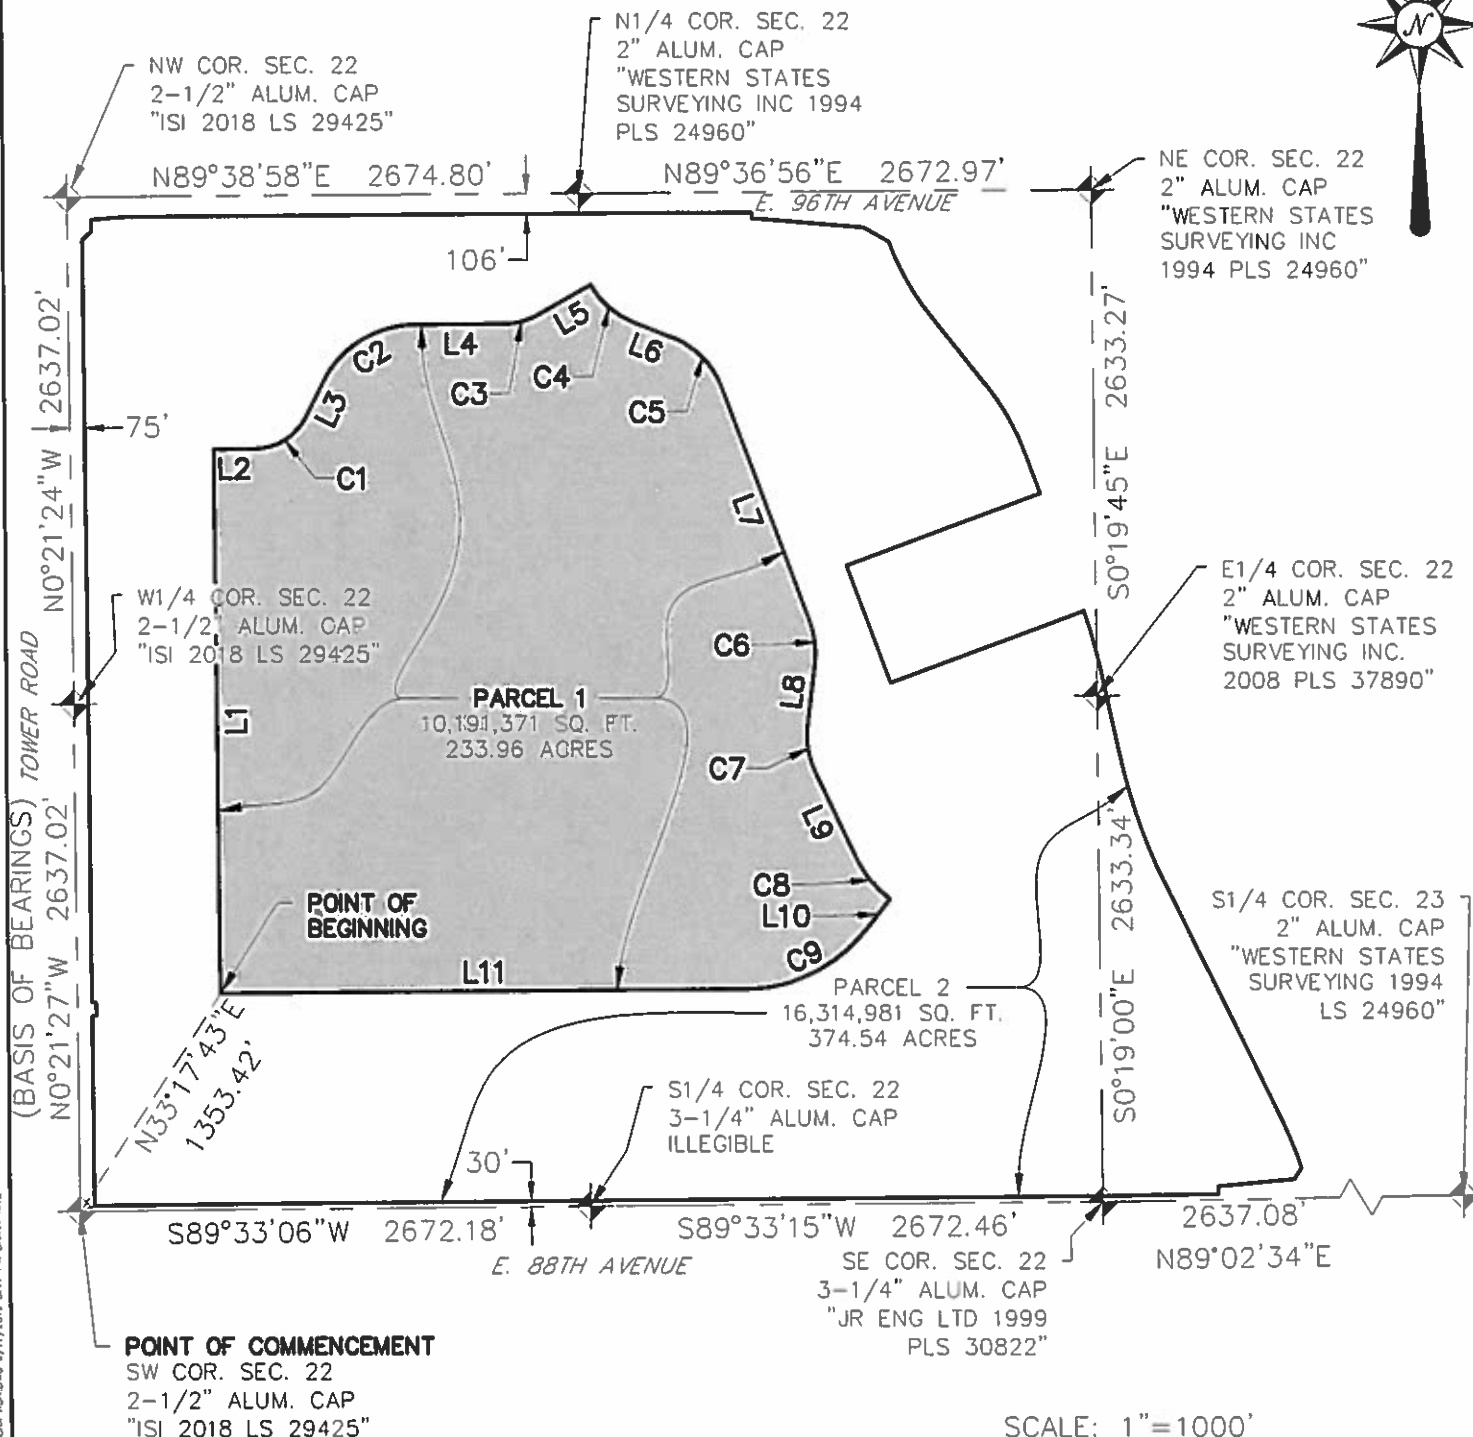 N1/4 COR. SEC. 22
2" ALUM. CAP
"WESTERN STATES
SURVEYING INC 1994
PLS 24960"
N
NW COR. SEC. 22
2-1/2" ALUM. CAP
"ISI 2018 LS 29425"
NE COR. SEC. 22
2" ALUM. CAP
"WESTERN STATES
SURVEYING INC
1994 PLS 24960"
N89°38'58"E 2674.80'
N89°36'56"E 2672.97'
E. 96TH AVENUE
106'
75'
N0°21'24"W 2637.02'
S0°19'45"E 2633.27'
L5
C2
L4
L6
C3
C4
C5
L3
L2
C1
L7
W1/4 COR. SEC. 22
2-1/2" ALUM. CAP
"ISI 2018 LS 29425"
E1/4 COR. SEC. 22
2" ALUM. CAP
"WESTERN STATES
SURVEYING INC.
2008 PLS 37890"
C6
L8
L1
PARCEL 1
10,191,371 SQ. FT.
233.96 ACRES
C7
L9
TOWER ROAD
(BASIS OF BEARINGS)
N0°21'27"W 2637.02'
S0°19'00"E 2633.34'
C8
L10
C9
POINT OF
BEGINNING
L11
S1/4 COR. SEC. 23
2" ALUM. CAP
"WESTERN STATES
SURVEYING 1994
LS 24960"
PARCEL 2
16,314,981 SQ. FT.
374.54 ACRES
N33°17'43"E
1353.42'
S1/4 COR. SEC. 22
3-1/4" ALUM. CAP
ILLEGIBLE
30'
S89°33'06"W 2672.18'
S89°33'15"W 2672.46'
2637.08'
N89°02'34"E
E. 88TH AVENUE
SE COR. SEC. 22
3-1/4" ALUM. CAP
"JR ENG LTD 1999
PLS 30822"
POINT OF COMMENCEMENT
SW COR. SEC. 22
2-1/2" ALUM. CAP
"ISI 2018 LS 29425"
SCALE: 1"=1000'